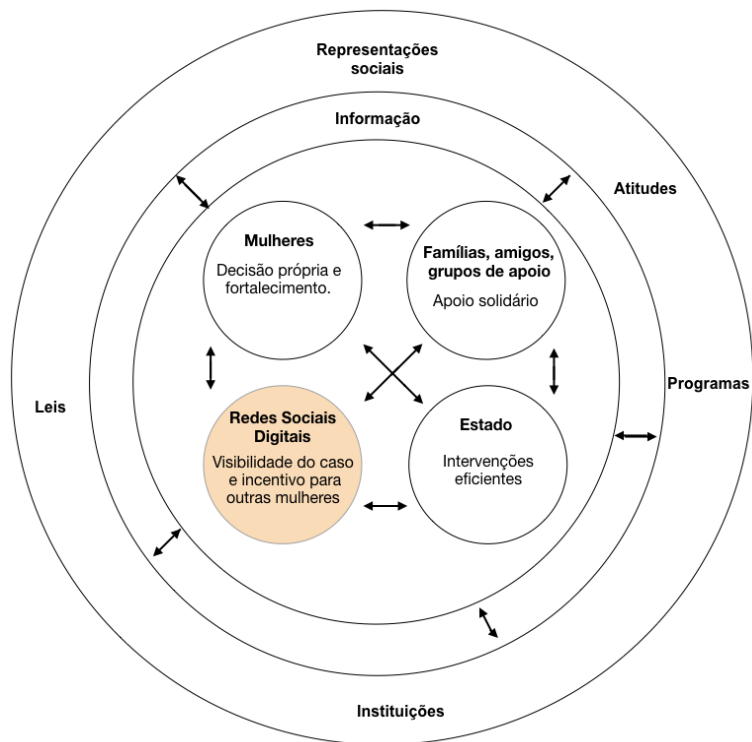 Representações
sociais
Informação
Atitudes
Mulheres
Decisão própria e
fortalecimento.
Famílias, amigos,
grupos de apoio
Apoio solidário
Leis
Programas
Redes Sociais
Digitais
Visibilidade do caso
e incentivo para
outras mulheres
Estado
Intervenções
eficientes
Instituições